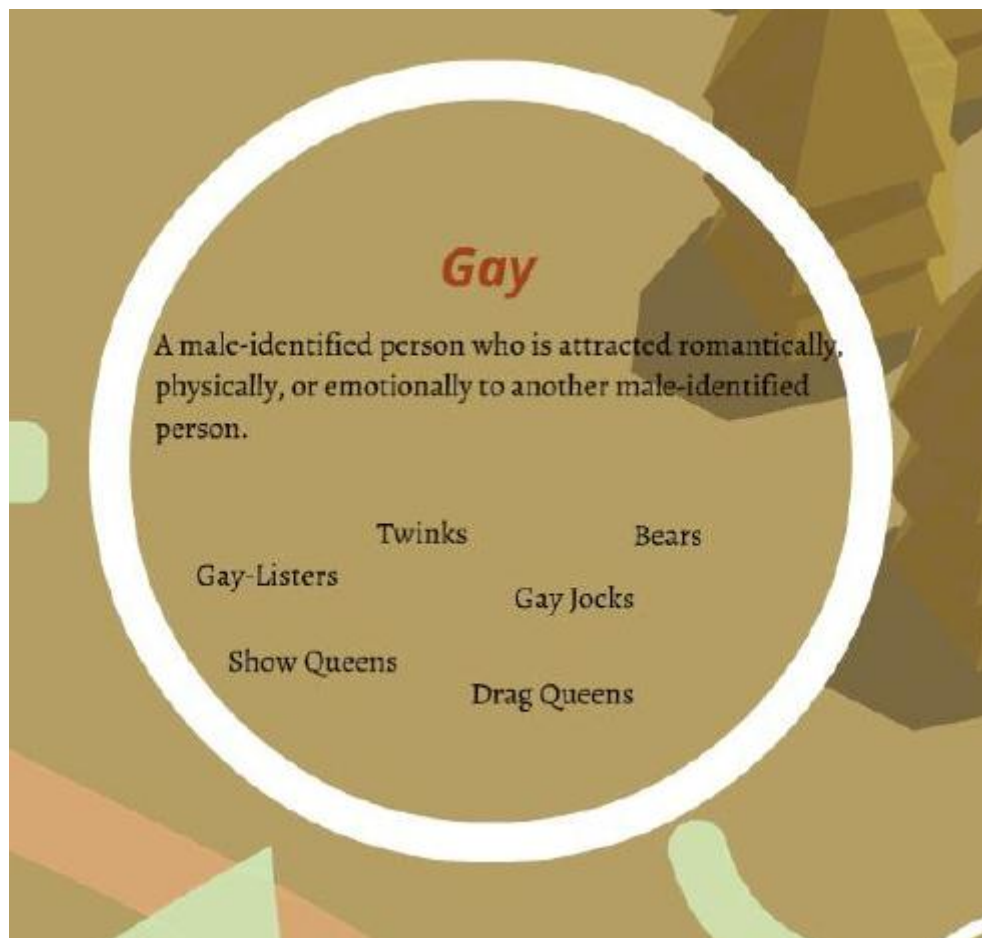 Gay
A male-identified person who is attracted romantically,
physically, or emotionally to another male-identified
person.
Twinks
Bears
Gay-Listers
Gay Jocks
Show Queens
Drag Queens